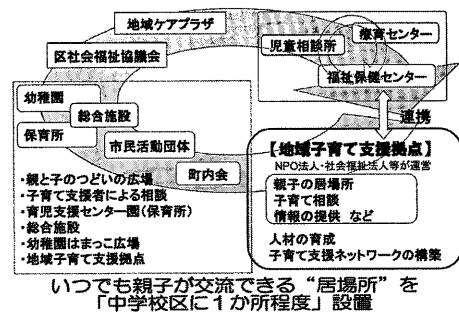 地域ケアプラザ
区社会福祉協議会
児童相談所
療育センター
福祉保健センター
幼稚園
総合施設
保育所
市民活動団体
町内会
連携
・親と子のつどいの広場
・子育て支援者による相談
・育児支援センター園(保育所)
・総合施設
・幼稚園はまっこ広場
・地域子育て支援拠点
【地域子育て支援拠点】
NPO法人・社会福祉法人等が運営
親子の居場所
子育て相談
情報の提供 など
人材の育成
子育て支援ネットワークの構築
いつでも親子が交流できる“居場所”を
「中学校区に1か所程度」設置